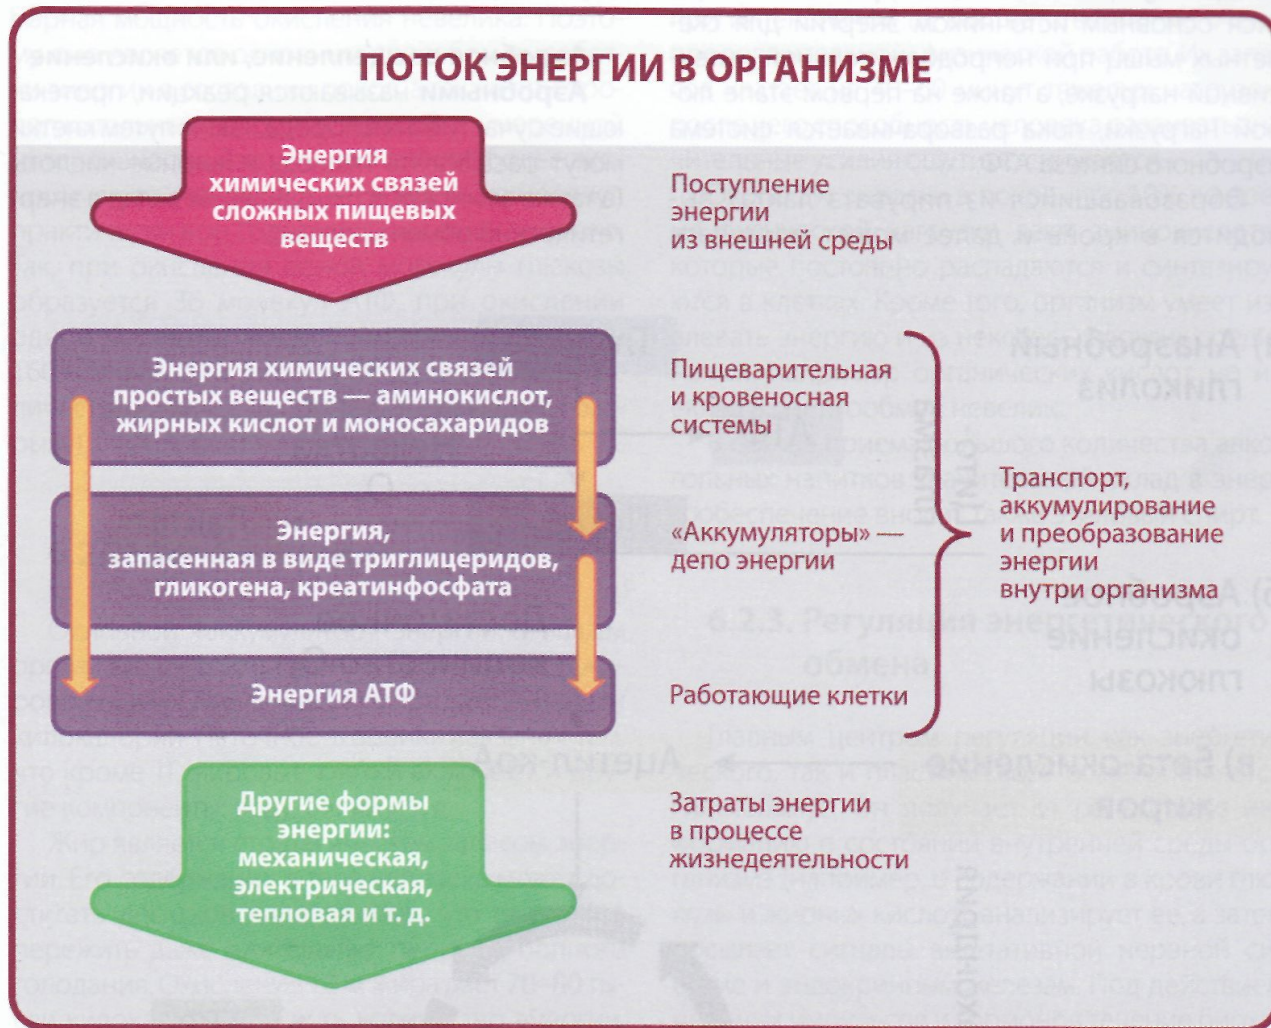 ПОТОК ЭНЕРГИИ В ОРГАНИЗМЕ
Энергия
химических связей
сложных пищевых
веществ
Поступление
энергии
из внешней среды
Энергия химических связей
простых веществ — аминокислот,
жирных кислот и моносахаридов
Пищеварительная
и кровеносная
системы
Энергия,
запасенная в виде триглицеридов,
гликогена, креатинфосфата
«Аккумуляторы» —
депо энергии
Энергия АТФ
Работающие клетки
Транспорт,
аккумулирование
и преобразование
энергии
внутри организма
Другие формы
энергии:
механическая,
электрическая,
тепловая и т. д.
Затраты энергии
в процессе
жизнедеятельности